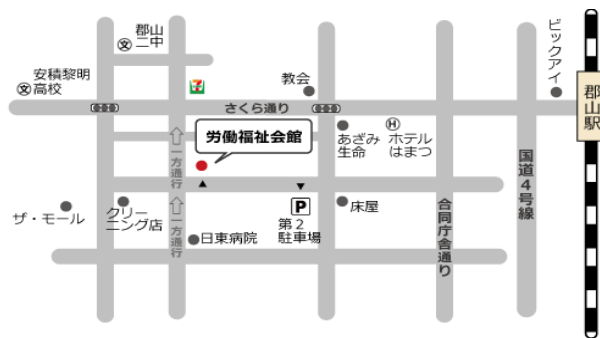 ビックアイ
郡山
二中
文
安積黎明
文高校
教会
さくら通り
郡山駅
労働福祉会館
あざみ
生命
H
ホテル
はまつ
一方通行
国道4号線
ザ・モール
クリー
ニング店
一方通行
日東病院
P
第2
駐車場
床屋
合同庁舎通り
7